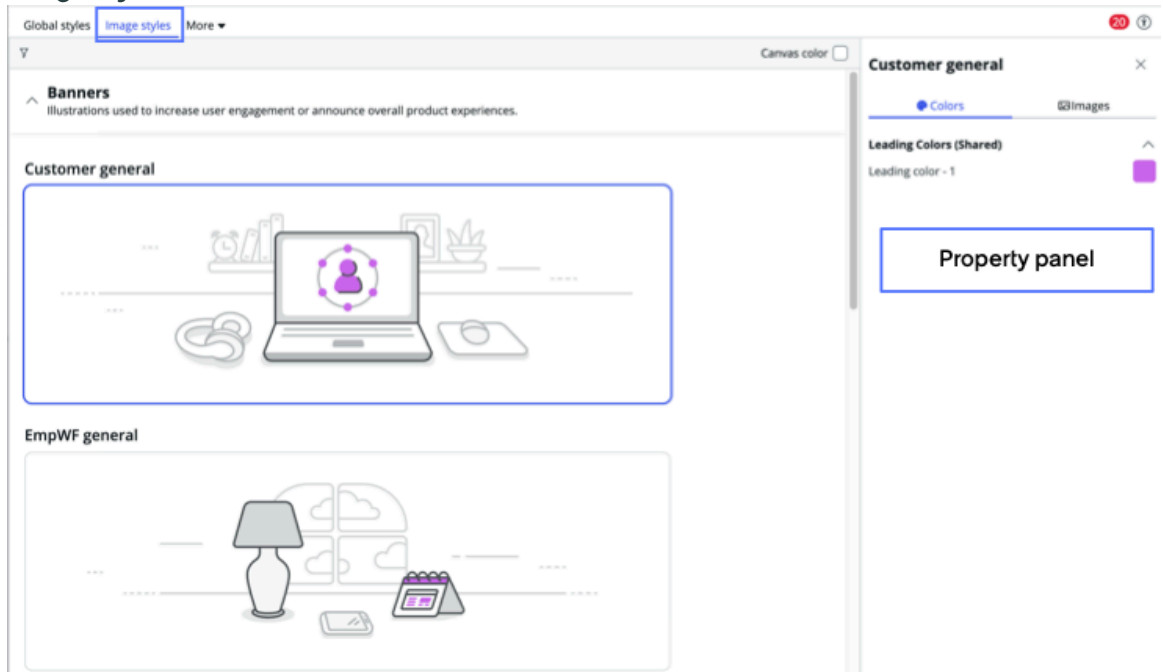 Global styles Image styles More
20
Canvas color
Customer general
Banners
Illustrations used to increase user engagement or announce overall product experiences.
Colors Images
Leading Colors (Shared)
Leading color - 1
Customer general
Property panel
EmpWF general